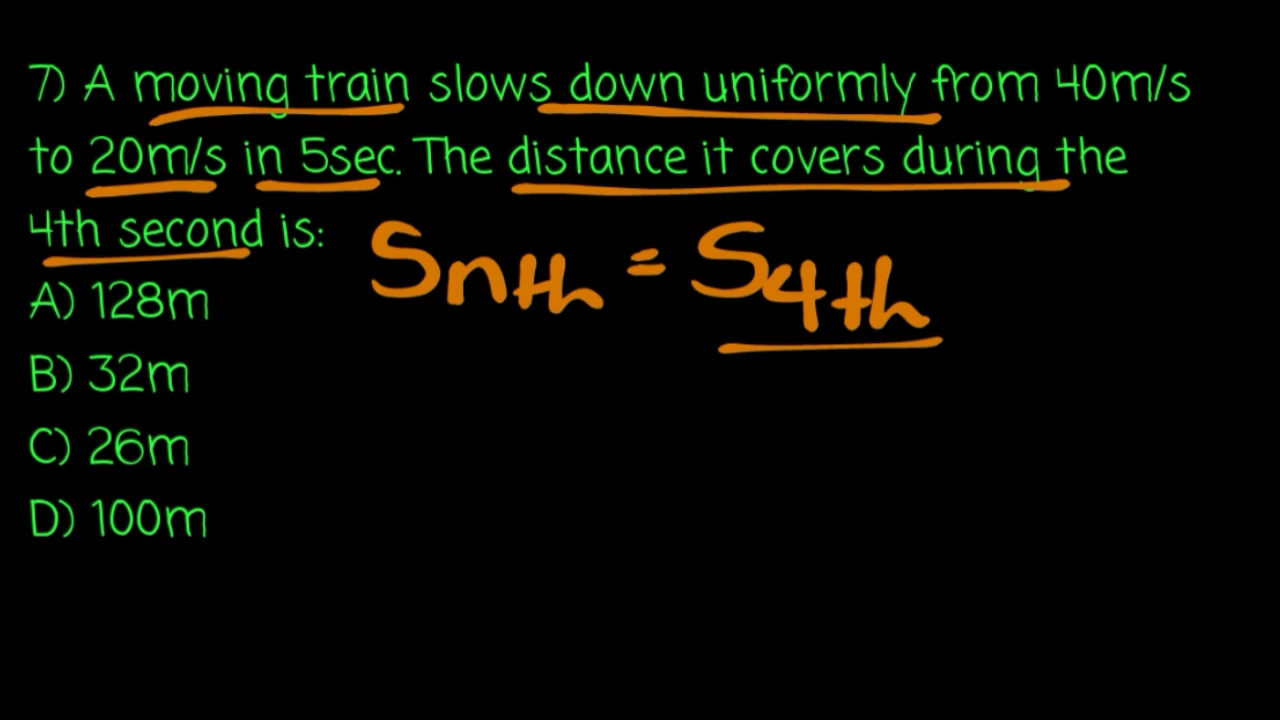 7) A moving train slows down uniformly from 40m/s
to 20m/s in 5sec. The distance it covers during the
4th second is:
Snth = S4th
A) 128m
B) 32m
C) 26m
D) 100m